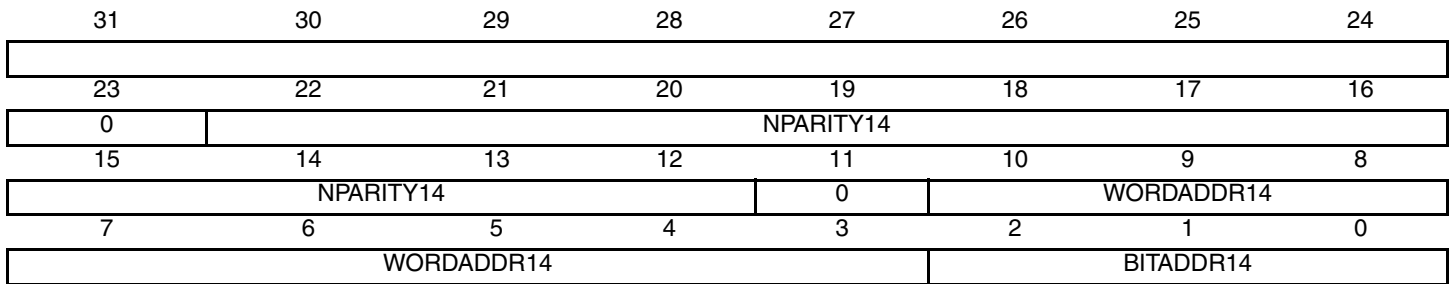 31 30 29 28 27 26 25 24
23 22 21 20 19 18 17 16
0 NPARITY14
15 14 13 12 11 10 9 8
NPARITY14 0 WORDADDR14
7 6 5 4 3 2 1 0
WORDADDR14 BITADDR14